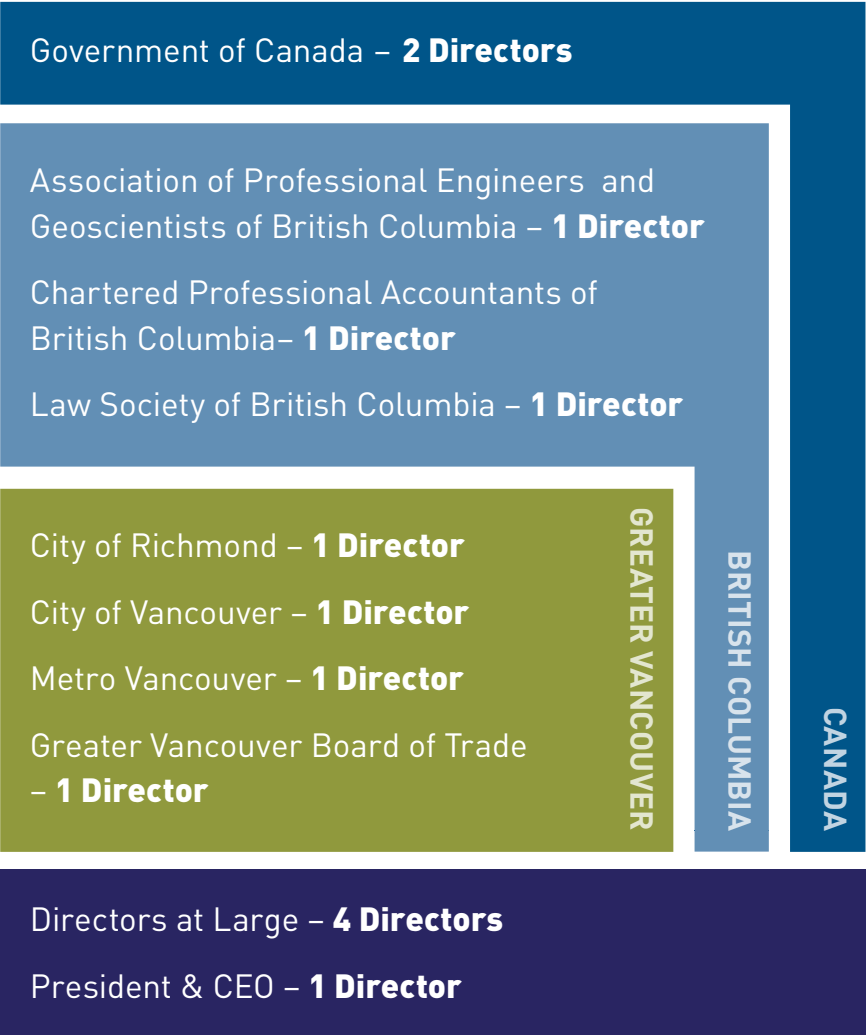 Government of Canada – 2 Directors
Association of Professional Engineers and
Geoscientists of British Columbia – 1 Director
Chartered Professional Accountants of
British Columbia– 1 Director
Law Society of British Columbia – 1 Director
City of Richmond – 1 Director
City of Vancouver – 1 Director
Metro Vancouver – 1 Director
Greater Vancouver Board of Trade
– 1 Director
GREATER VANCOUVER
BRITISH COLUMBIA
CANADA
Directors at Large – 4 Directors
President & CEO – 1 Director